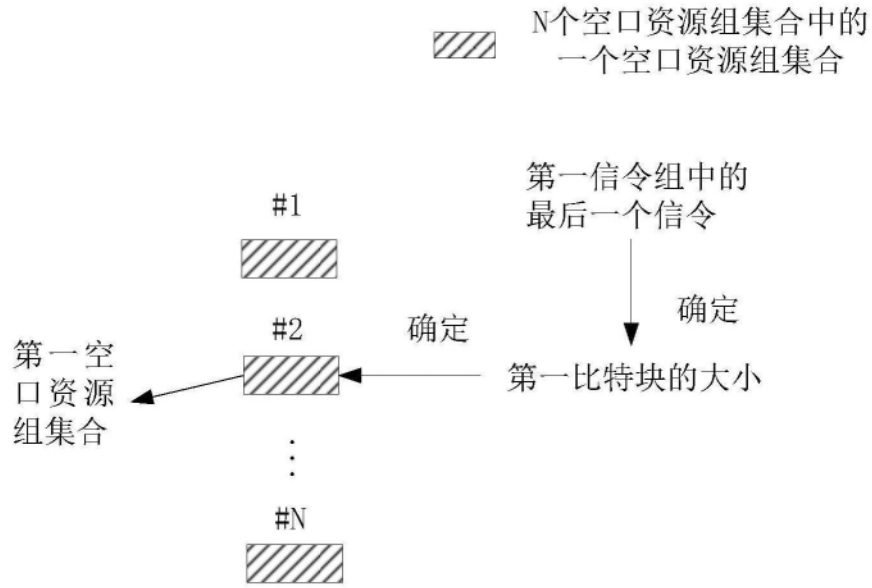 N个空口资源组集合中的
一个空口资源组集合
第一信令组中的
最后一个信令
#1
确定
#2
确定
第一空
口资源
组集合
第一比特块的大小
⋮
#N